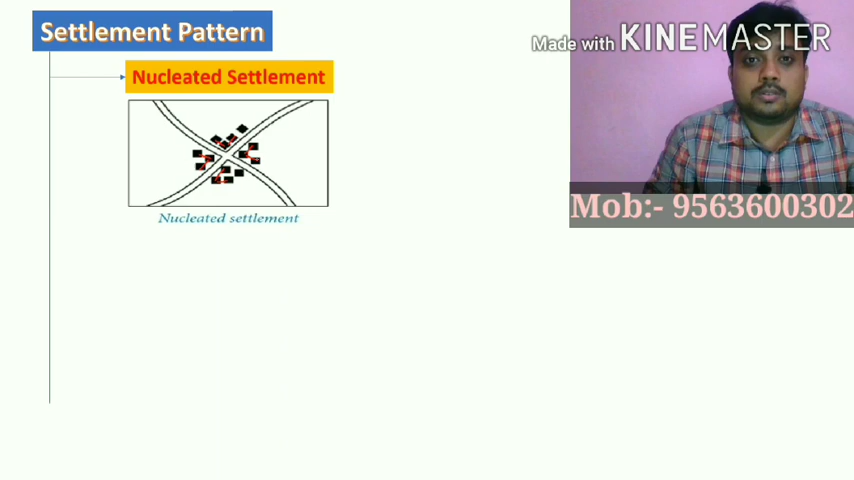 Settlement Pattern
Made with KINEMASTER
Nucleated Settlement
Nucleated settlement
Mob:- 9563600302